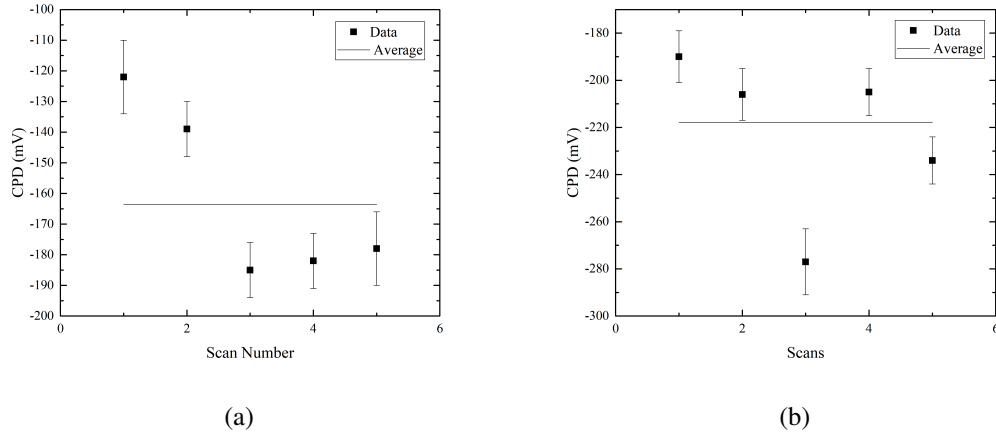 -100
-110
-120
-130
-140
-150
-160
-170
-180
-190
-200
CPD (mV)
0
2
4
6
Scan Number
Data
Average
(a)
-180
-200
-220
-240
-260
-280
-300
CPD (mV)
0
2
4
6
Scans
Data
Average
(b)